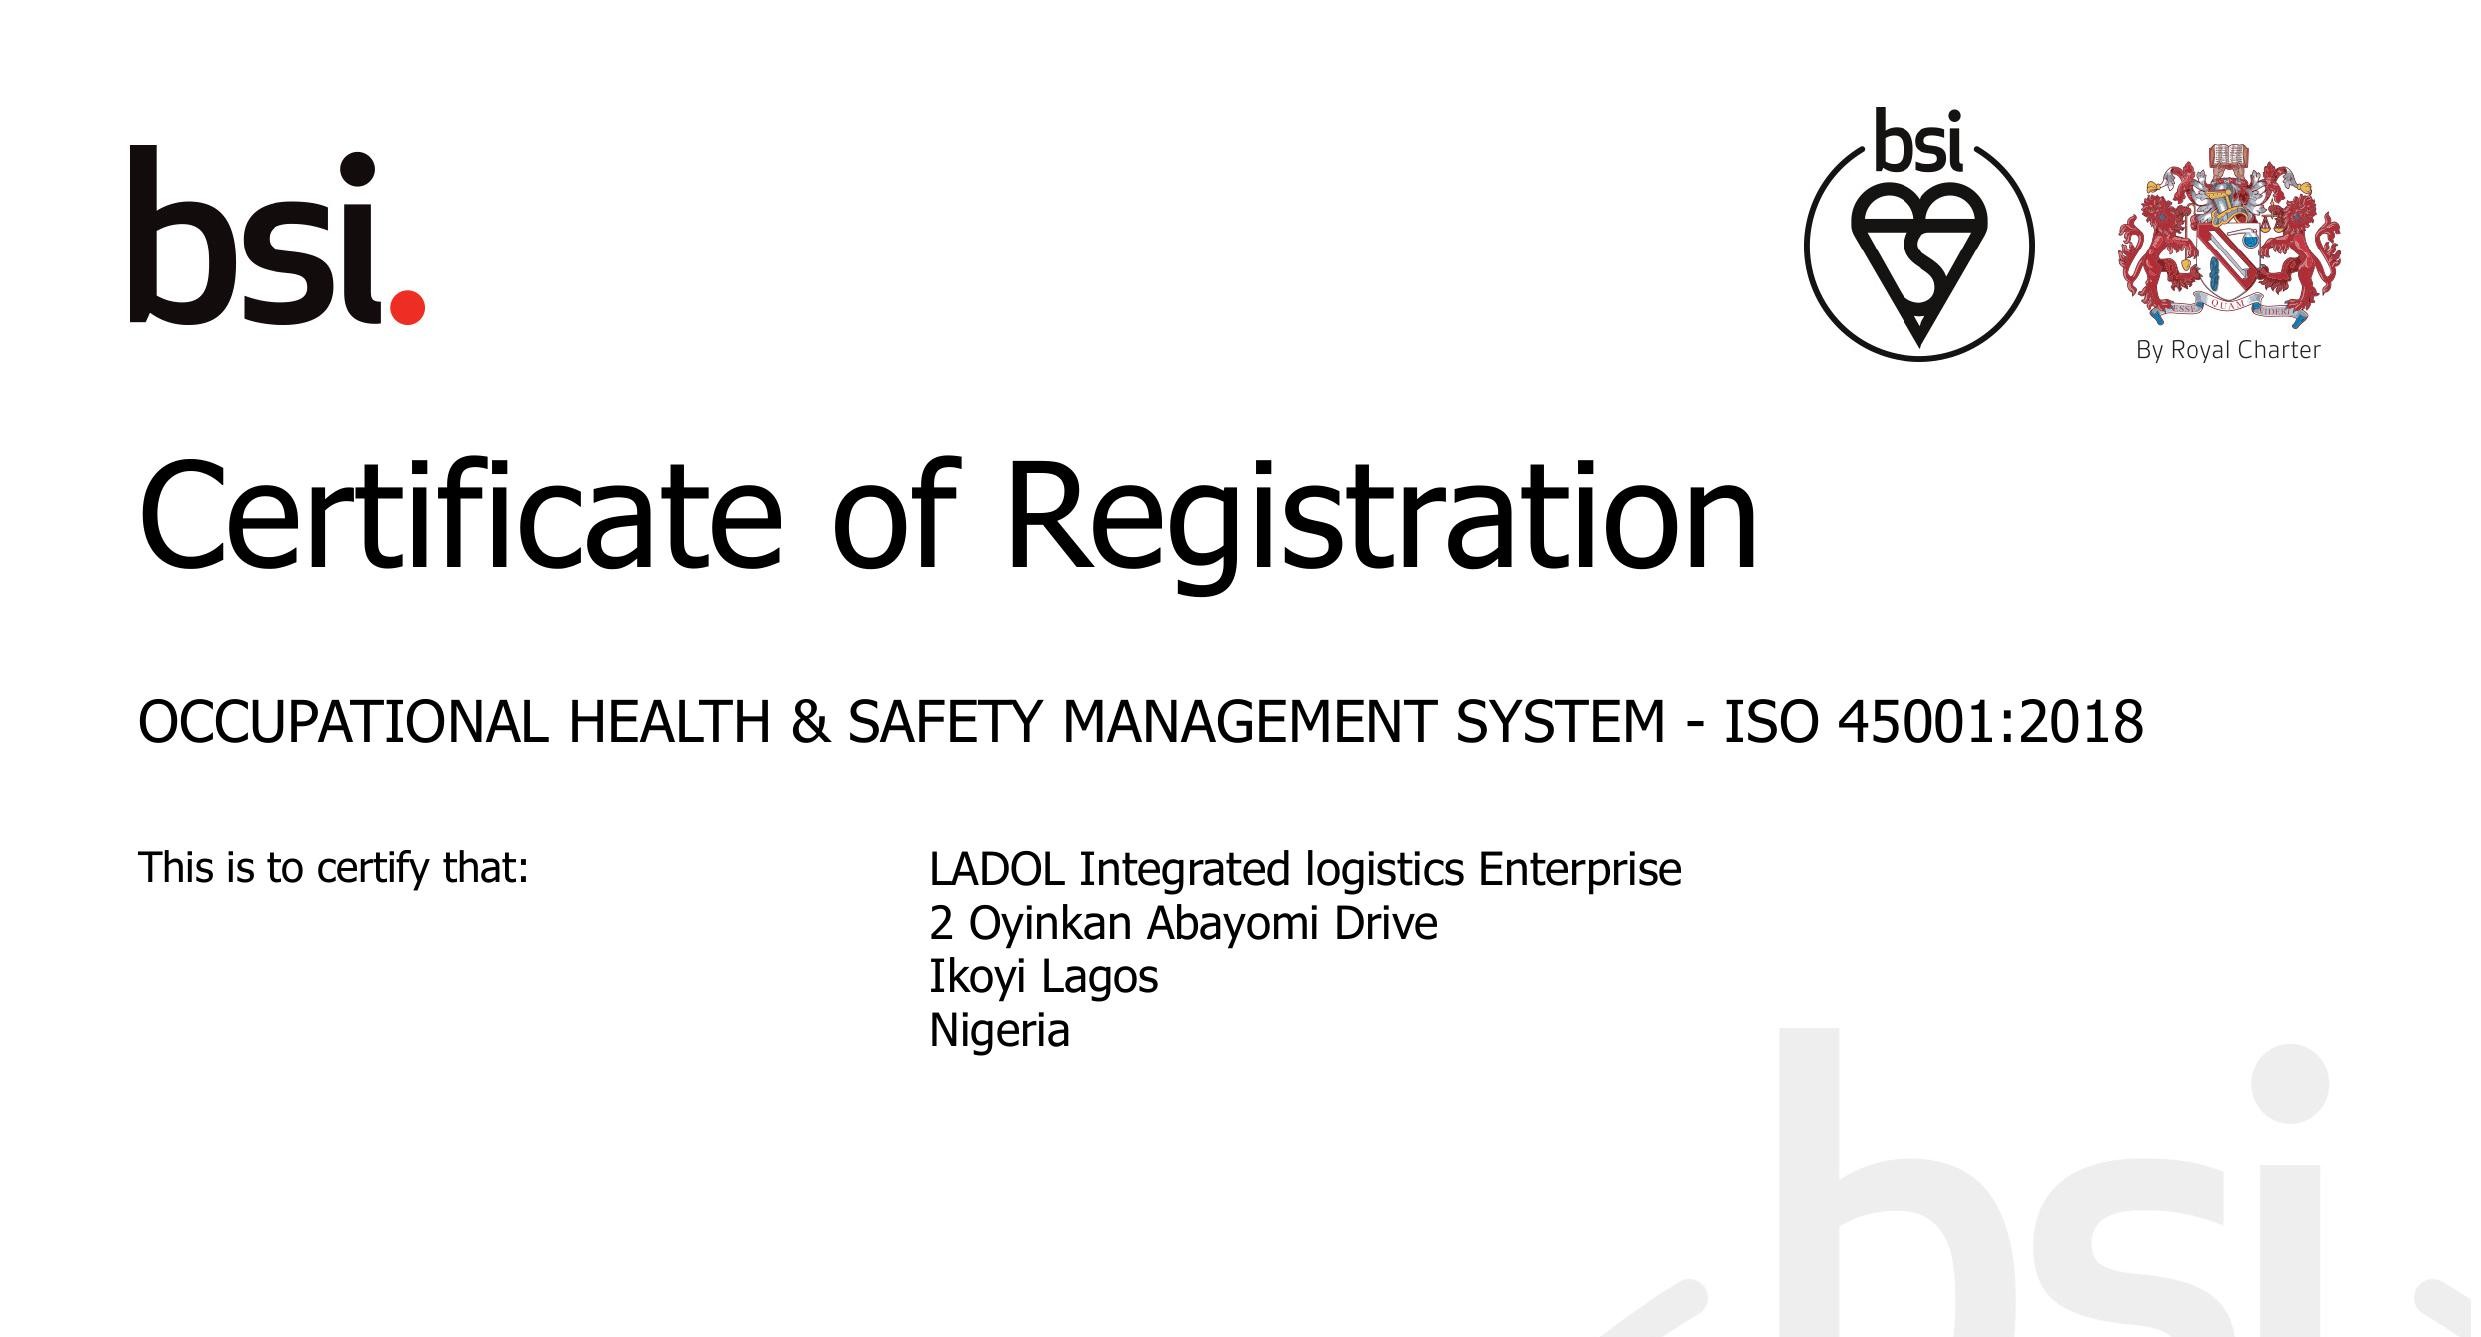 bsi.
bsi
ESSE QUAM VIDERI
By Royal Charter
Certificate of Registration
OCCUPATIONAL HEALTH & SAFETY MANAGEMENT SYSTEM - ISO 45001:2018
This is to certify that:
LADOL Integrated logistics Enterprise
2 Oyinkan Abayomi Drive
Ikoyi Lagos
Nigeria
bsi